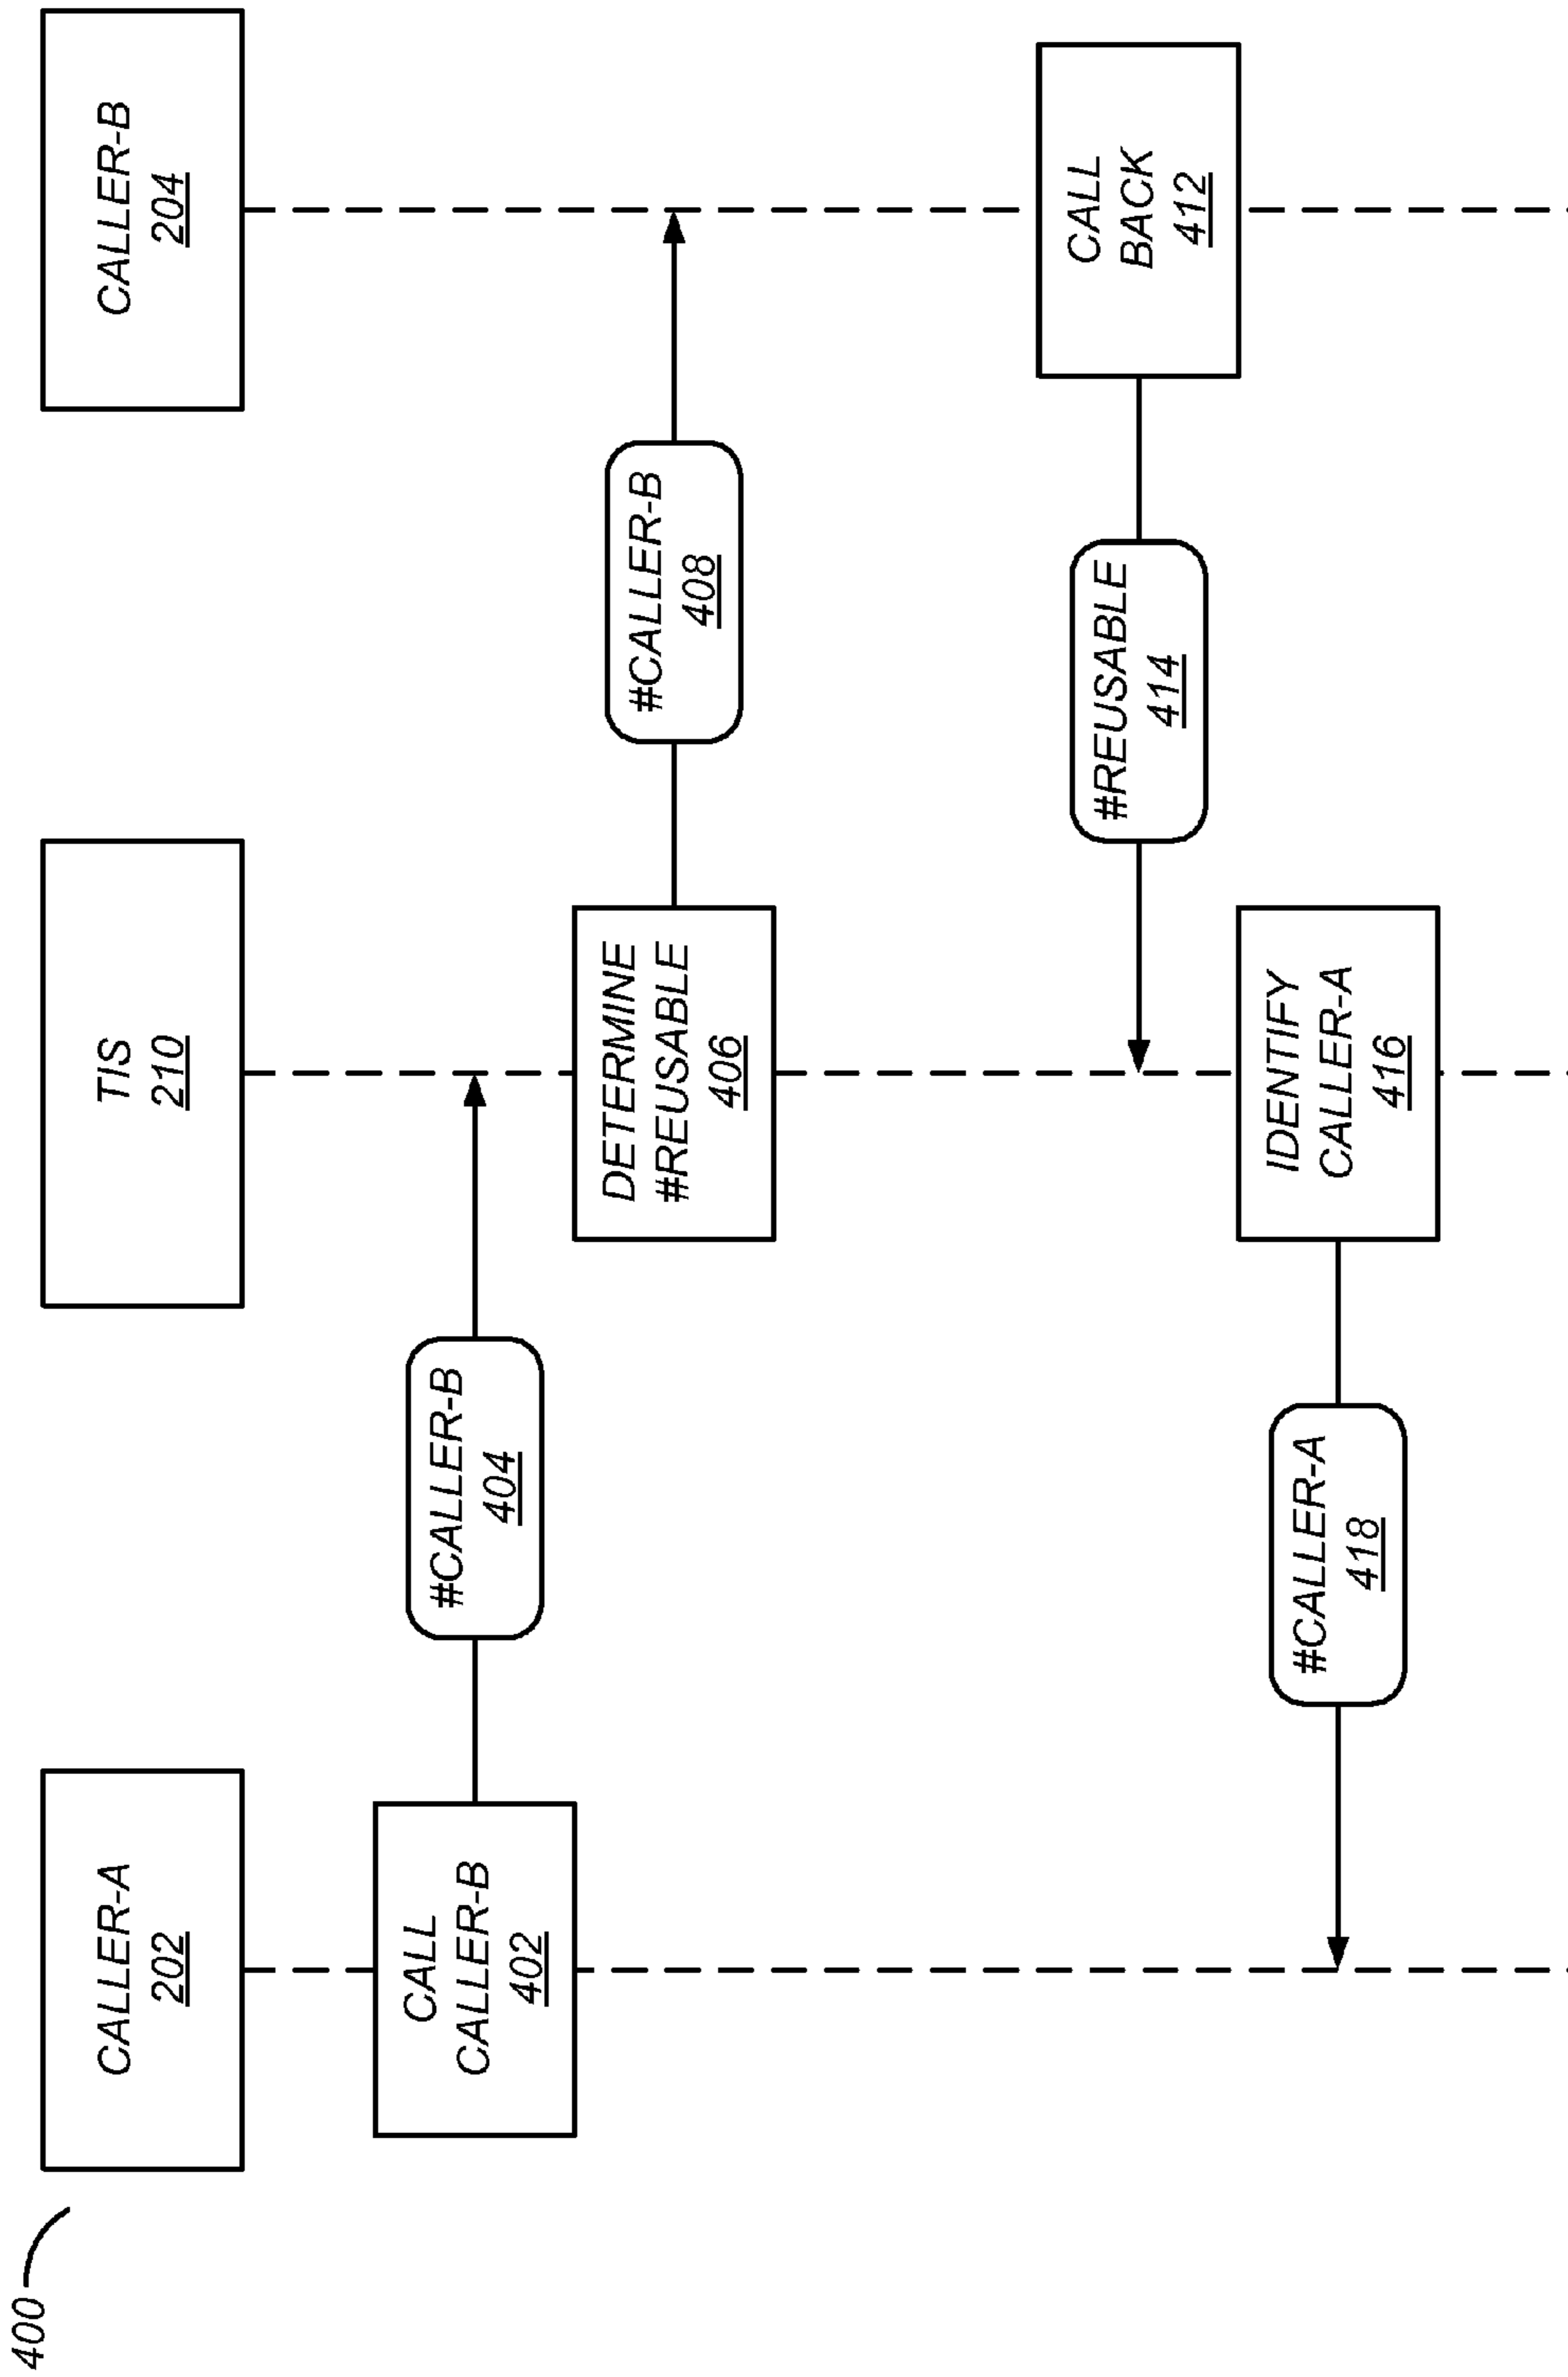 400
CALLER-A
202
TIS
210
CALLER-B
204
CALL
CALLER-B
402
#CALLER-B
404
DETERMINE
#REUSABLE
406
#CALLER-B
408
CALL
BACK
412
#REUSABLE
414
IDENTIFY
CALLER-A
416
#CALLER-A
418